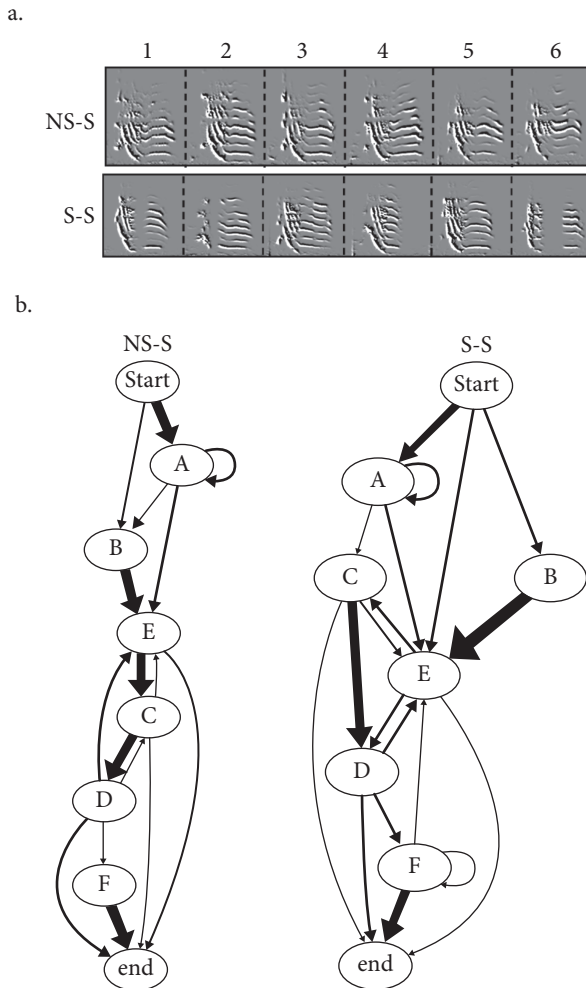 a.
1 2 3 4 5 6
NS-S
S-S
b.
NS-S S-S
Start Start
A A
B C B
E E
C D
D F
F end
end